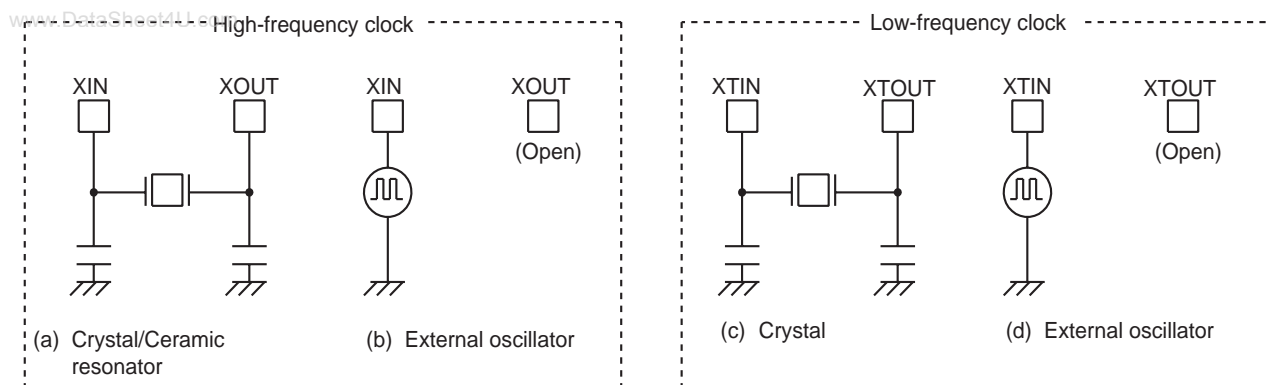 www.DataSheet4U.com
High-frequency clock
Low-frequency clock
XIN XOUT XIN XOUT
XTIN XTOUT XTIN XTOUT
(Open)
(Open)
(a) Crystal/Ceramic
resonator
(b) External oscillator
(c) Crystal
(d) External oscillator